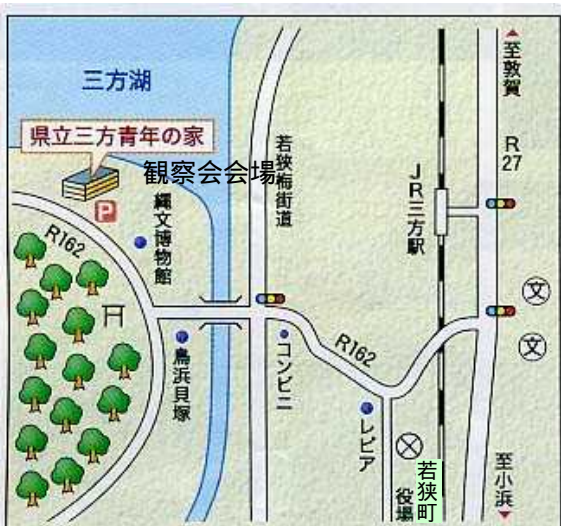 三方湖
県立三方青年の家
観察会会場
P
R162
縄文博物館
鳥浜貝塚
若狭梅街道
コンビニ
R162
レピア
役場
若狭町
JR三方駅
至敦賀
R27
文
文
至小浜